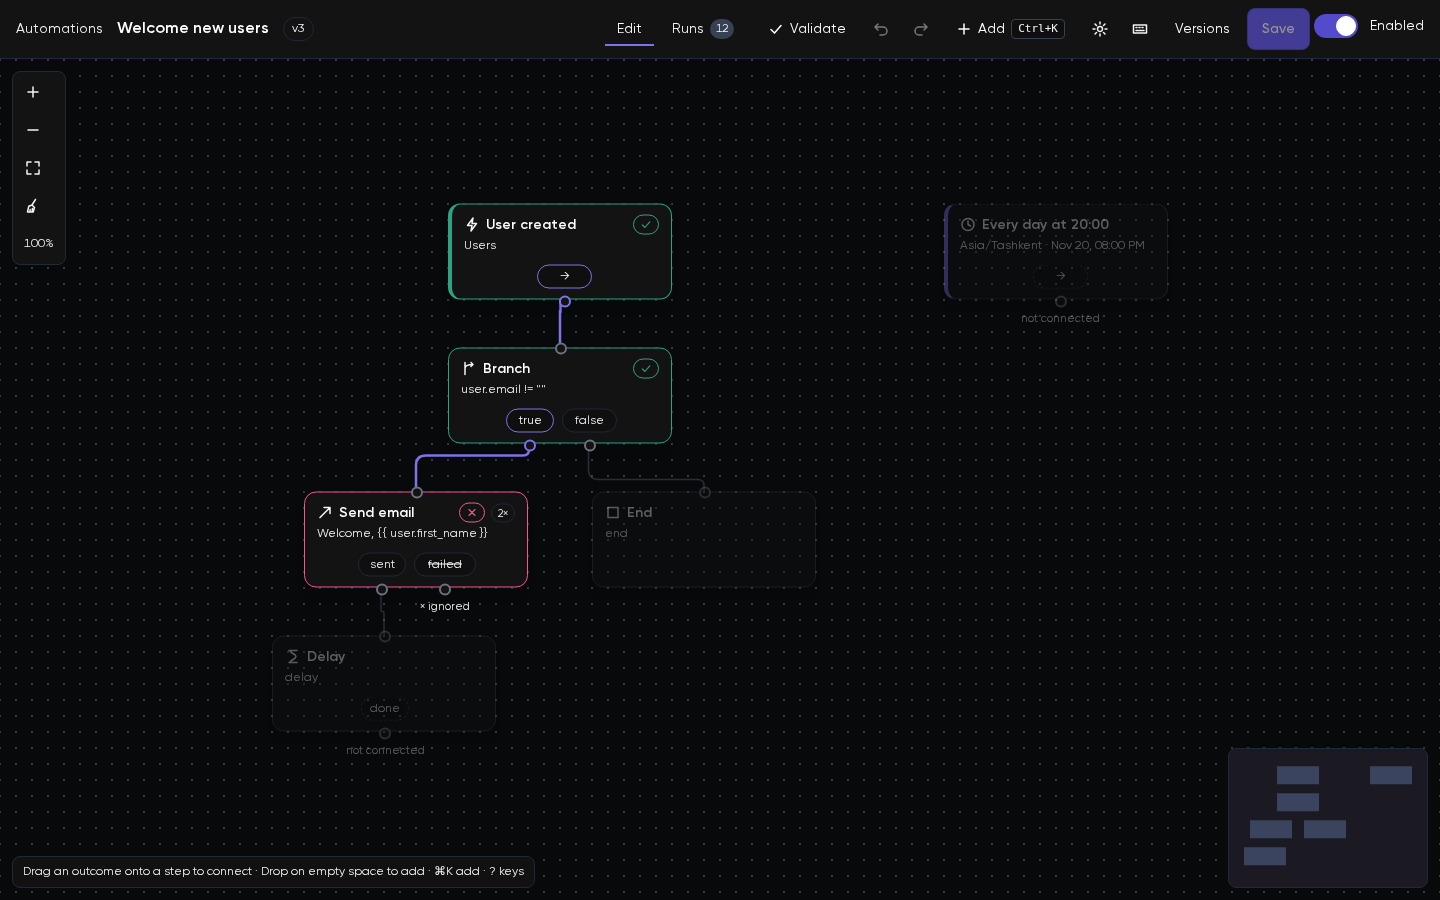 Automations Welcome new users v3 Edit Runs 12 Validate Add Ctrl+K Versions Save Enabled
100%
User created
Users
→
Every day at 20:00
Asia/Tashkent · Nov 20, 08:00 PM
→
not connected
Branch
user.email != ""
true false
Send email 2×
Welcome, {{ user.first_name }}
sent failed
× ignored
End
end
Delay
delay
done
not connected
Drag an outcome onto a step to connect · Drop on empty space to add · ⌘K add · ? keys